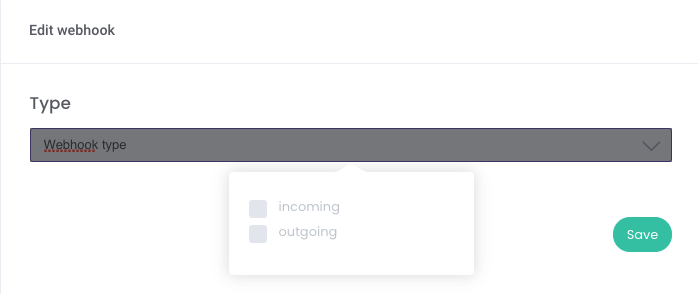 Edit webhook
Type
Webhook type
incoming
outgoing
Save